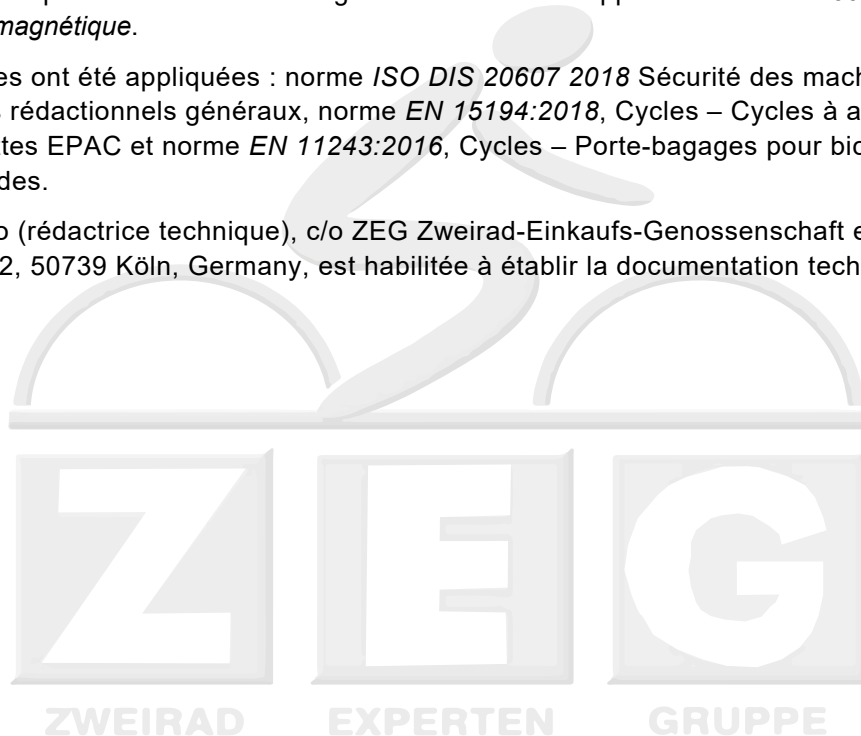 magnétique.
es ont été appliquées : norme ISO DIS 20607 2018 Sécurité des mach
rédactionnels généraux, norme EN 15194:2018, Cycles – Cycles à a
tes EPAC et norme EN 11243:2016, Cycles – Porte-bagages pour bic
des.
o (rédactrice technique), c/o ZEG Zweirad-Einkaufs-Genossenschaft e
2, 50739 Köln, Germany, est habilitée à établir la documentation tech
ZEG
ZWEIRAD EXPERTEN GRUPPE